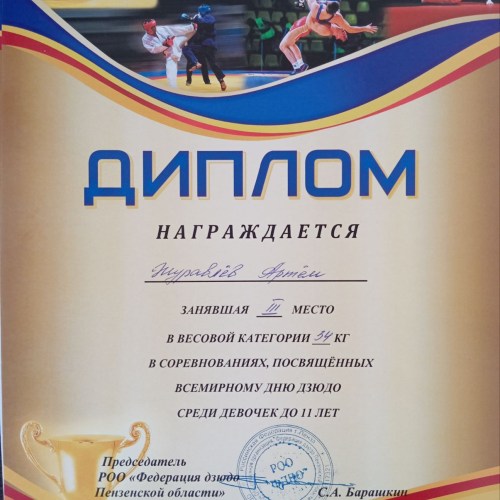 ДИПЛОМ
НАГРАЖДАЕТСЯ
Журавлёв Артём
ЗАНЯВШАЯ III МЕСТО
В ВЕСОВОЙ КАТЕГОРИИ 34 КГ
В СОРЕВНОВАНИЯХ, ПОСВЯЩЁННЫХ
ВСЕМИРНОМУ ДНЮ ДЗЮДО
СРЕДИ ДЕВОЧЕК ДО 11 ЛЕТ
Председатель
РОО «Федерация дзюдо
Пензенской области»
С.А. Барашкин
РОО